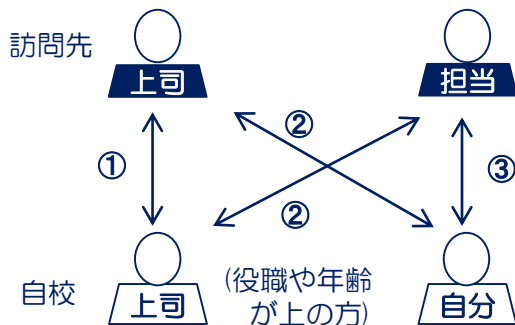 訪問先
上司
担当
②
①
③
②
自校
上司
(役職や年齢
が上の方)
自分